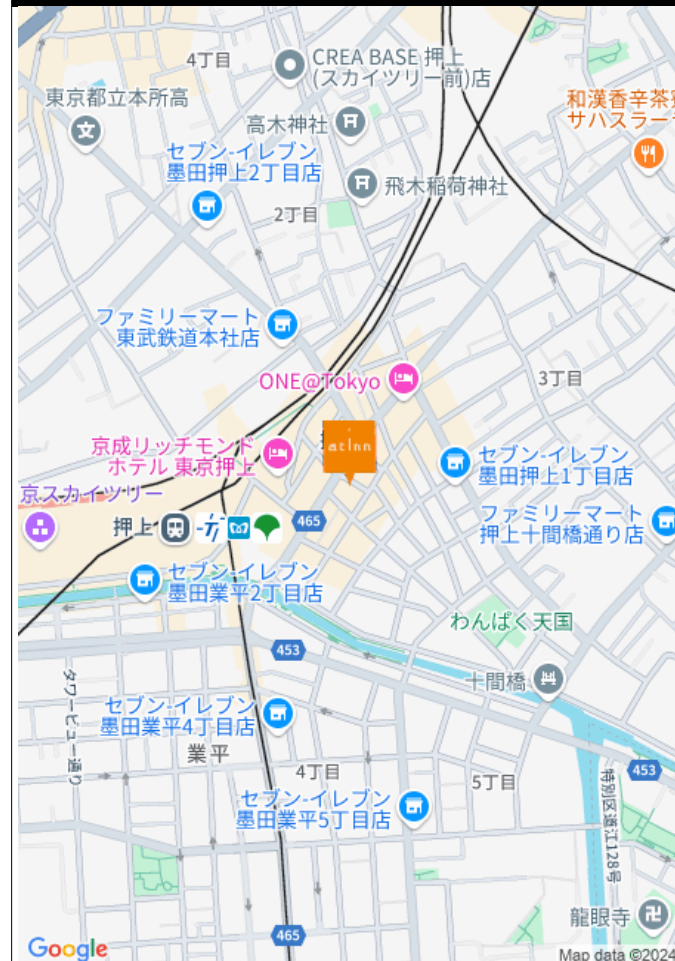 4丁目
CREA BASE 押上
(スカイツリー前)店
東京都立本所高
高木神社
和漢香辛茶寮
サハスラー
セブン-イレブン
墨田押上2丁目店
飛木稲荷神社
2丁目
ファミリーマート
東武鉄道本社店
3丁目
ONE@Tokyo
atinn
京成リッチモンド
ホテル 東京押上
セブン-イレブン
墨田押上1丁目店
京スカイツリー
押上
465
ファミリーマート
押上十間橋通り店
セブン-イレブン
墨田業平2丁目店
わんぱく天国
453
十間橋
タワービュー通り
セブン-イレブン
墨田業平4丁目店
業平
4丁目
5丁目
453
セブン-イレブン
墨田業平5丁目店
特別区道江128号
龍眼寺
465
Google
Map data ©2024